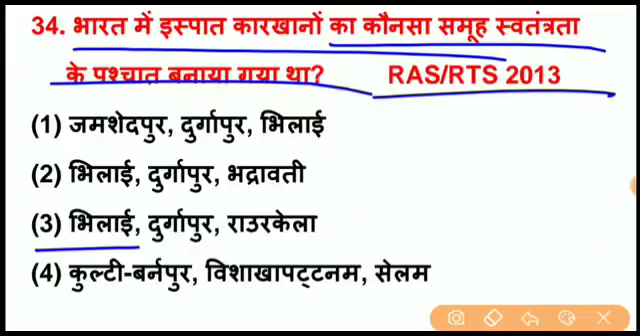 34. भारत में इस्पात कारखानों का कौनसा समूह स्वतंत्रता
के पश्चात बनाया गया था? RAS/RTS 2013
(1) जमशेदपुर, दुर्गापुर, भिलाई
(2) भिलाई, दुर्गापुर, भद्रावती
(3) भिलाई, दुर्गापुर, राउरकेला
(4) कुल्टी-बर्नपुर, विशाखापट्टनम, सेलम